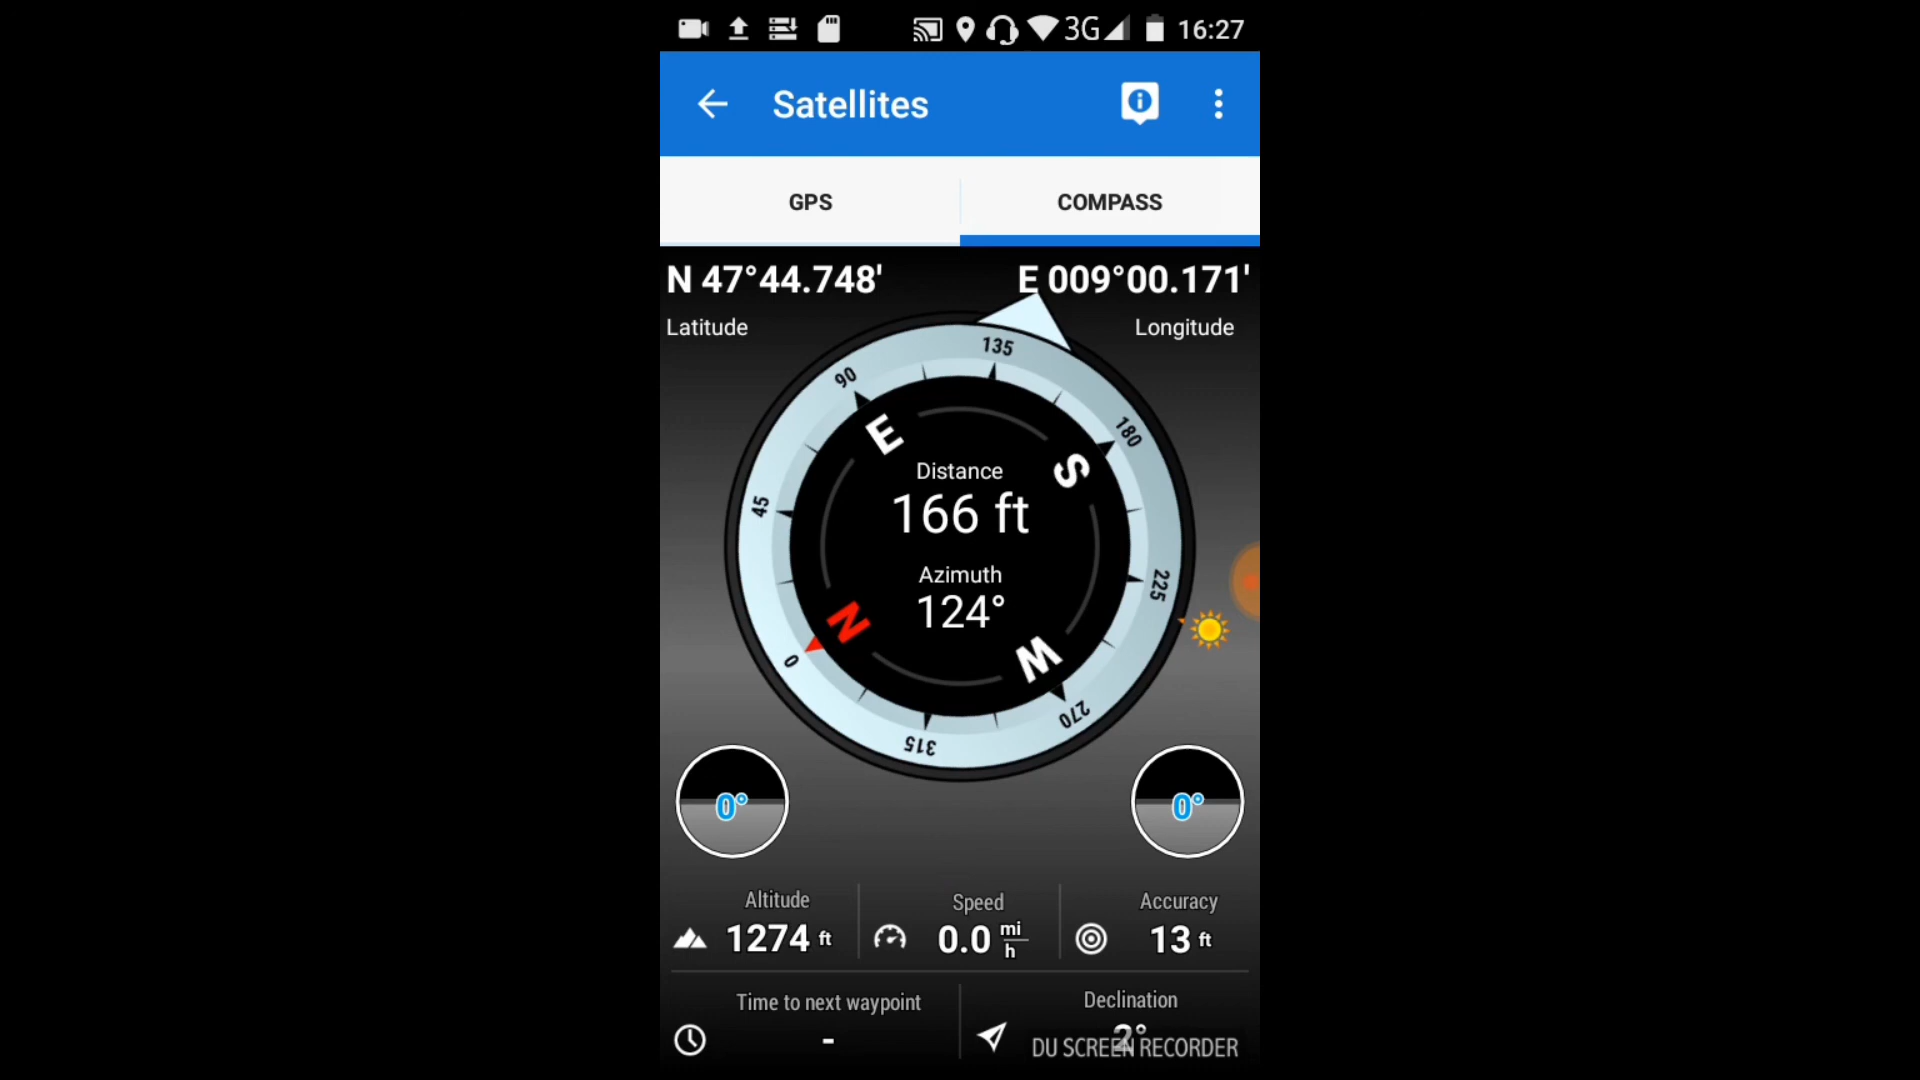 3G 16:27
Satellites
GPS COMPASS
N 47°44.748' E 009°00.171'
Latitude Longitude
135
90
180
E
S
Distance
166 ft
45
Azimuth
124°
225
N
W
0
270
315
0° 0°
Altitude Speed Accuracy
1274 ft 0.0 mi/h 13 ft
Time to next waypoint Declination
- 2°
DU SCREEN RECORDER